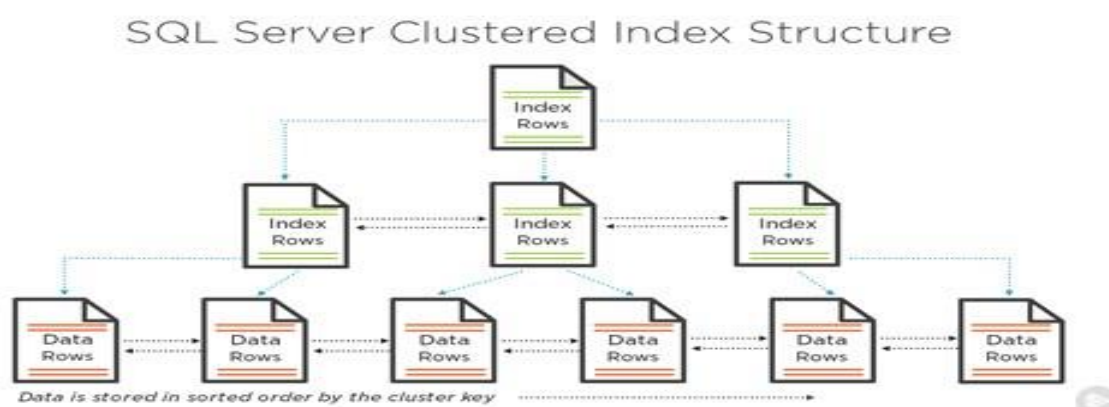 SQL Server Clustered Index Structure
Index
Rows
Index
Rows
Index
Rows
Index
Rows
Data
Rows
Data
Rows
Data
Rows
Data
Rows
Data
Rows
Data
Rows
Data is stored in sorted order by the cluster key